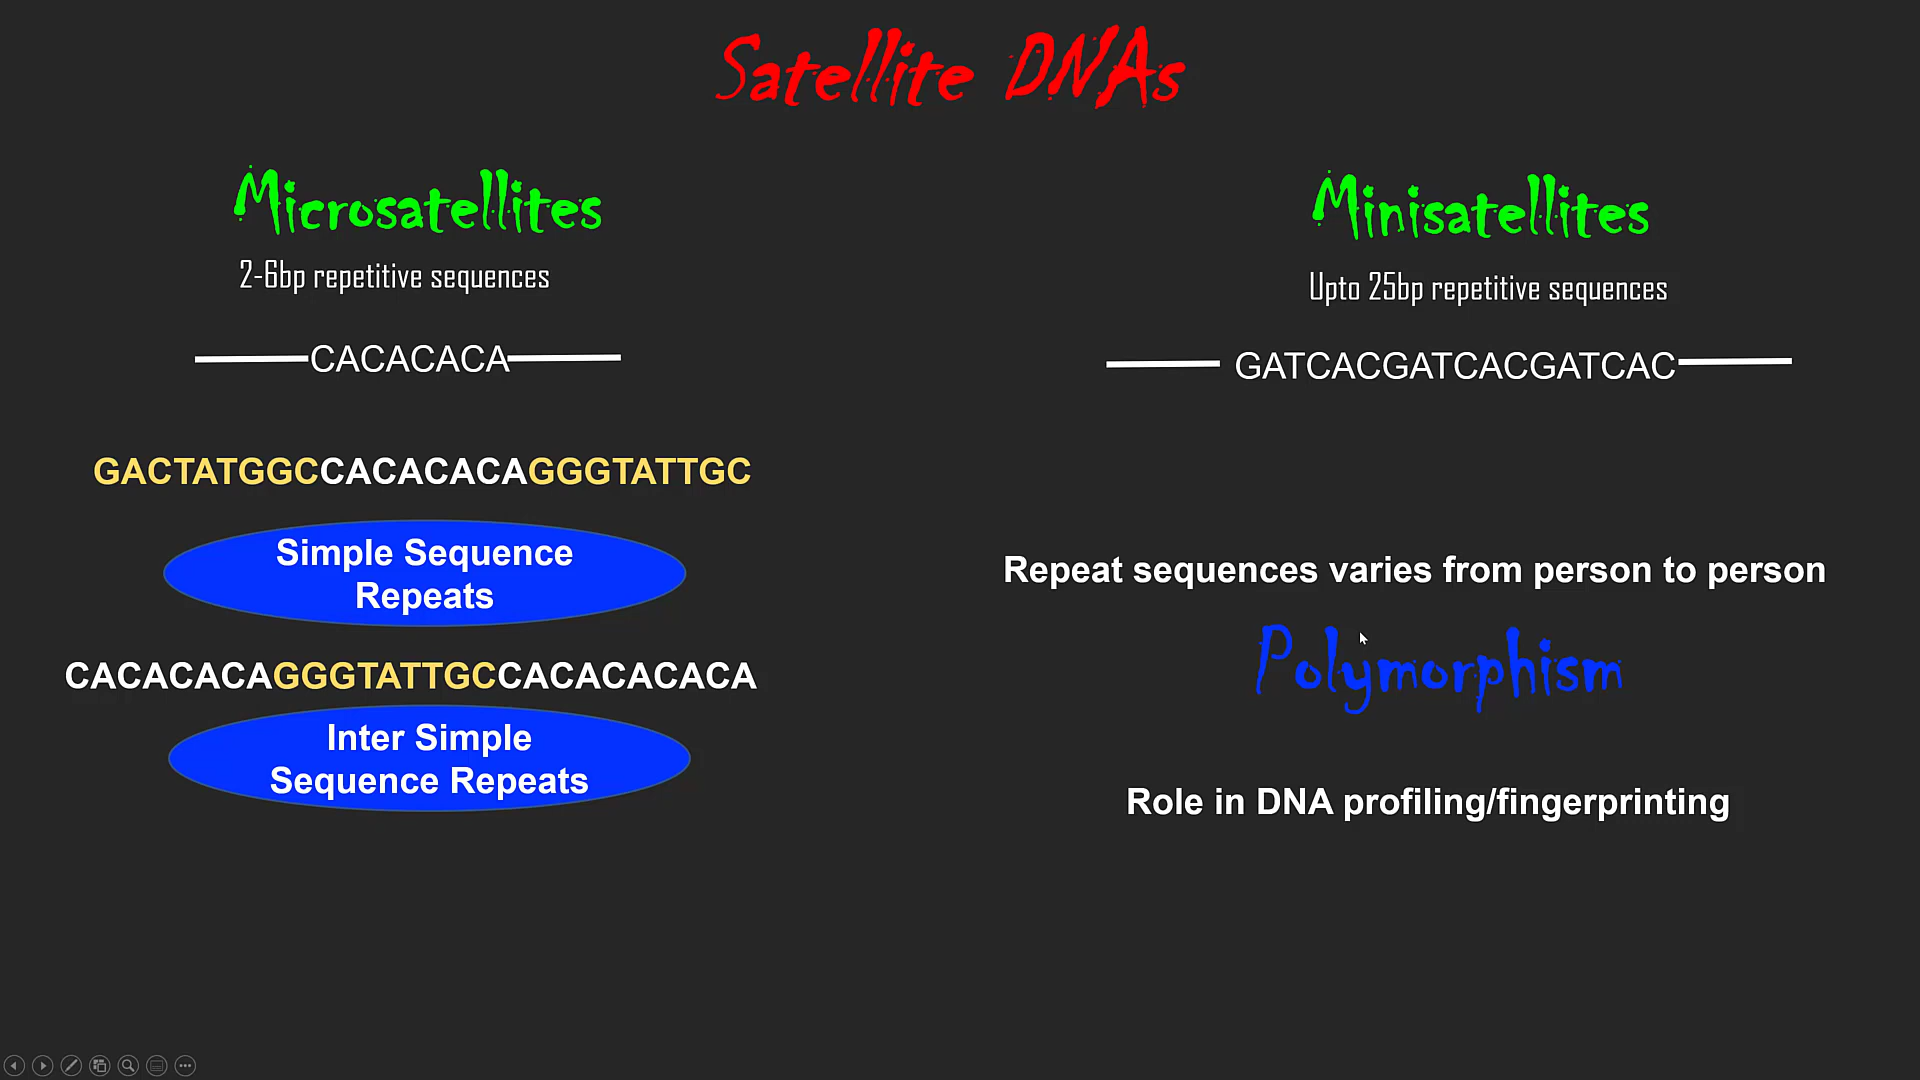 Satellite DNAs
Microsatellites
2-6bp repetitive sequences
CACACACA
GACTATGGCCACACACAGGGTATTGC
Simple Sequence
Repeats
CACACACAGGGTATTGCCACACACACA
Inter Simple
Sequence Repeats
Minisatellites
Upto 25bp repetitive sequences
GATCACGATCACGATCAC
Repeat sequences varies from person to person
Polymorphism
Role in DNA profiling/fingerprinting